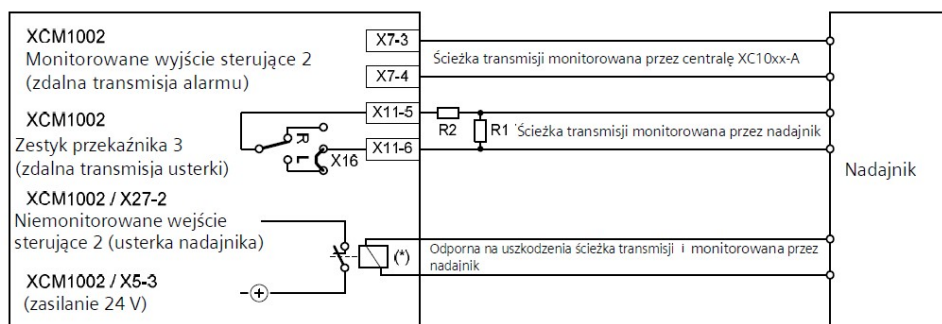 XCM1002
Monitorowane wyjście sterujące 2
(zdalna transmisja alarmu)
X7-3
X7-4
Ścieżka transmisji monitorowana przez centralę XC10xx-A
XCM1002
Zestyk przekaźnika 3
(zdalna transmisja usterki)
R
L
X16
X11-5
X11-6
R2
R1
Ścieżka transmisji monitorowana przez nadajnik
Nadajnik
XCM1002 / X27-2
Niemonitorowane wejście
sterujące 2 (usterka nadajnika)
(*)
Odporna na uszkodzenia ścieżka transmisji i monitorowana przez
nadajnik
XCM1002 / X5-3
(zasilanie 24 V)